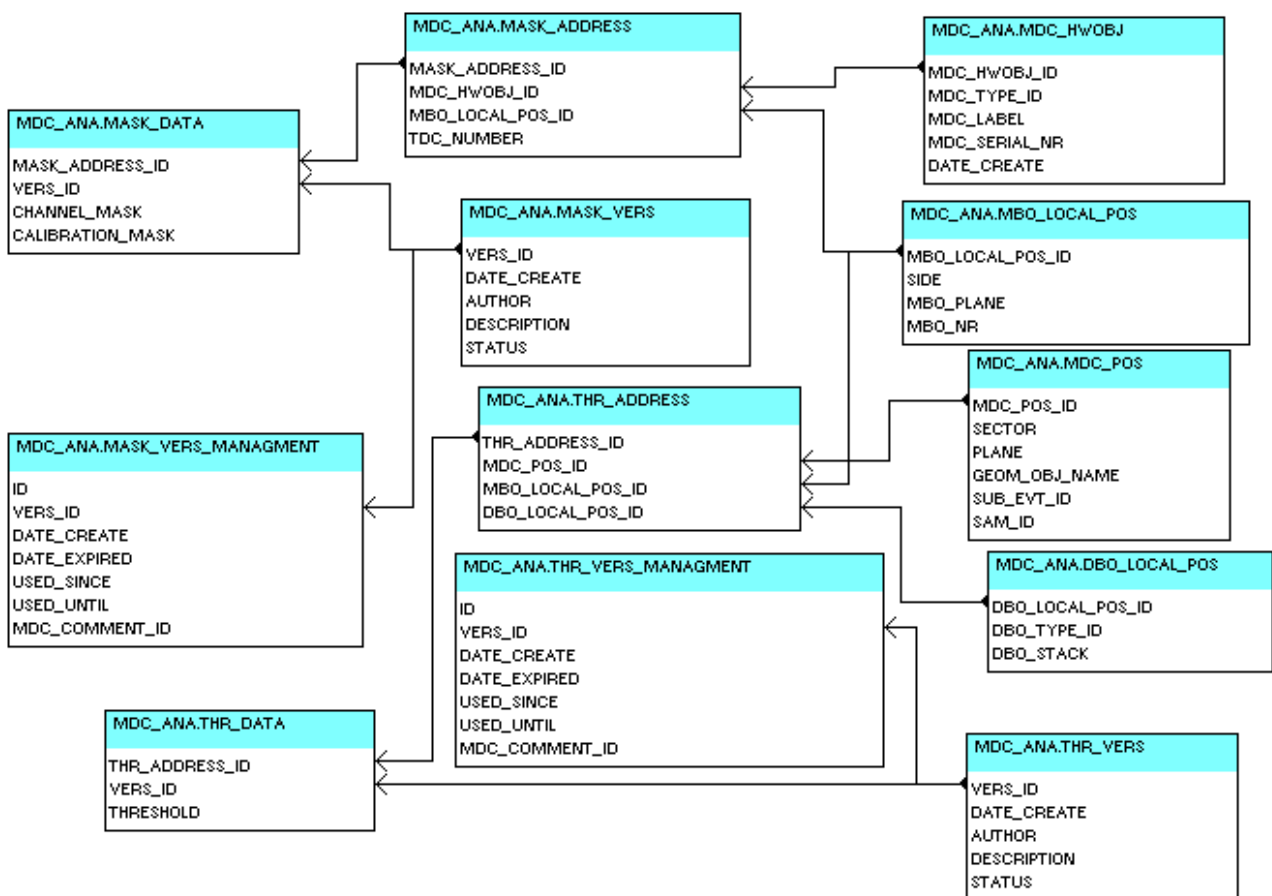 MDC_ANA.MASK_ADDRESS
MASK_ADDRESS_ID
MDC_HWOBJ_ID
MBO_LOCAL_POS_ID
TDC_NUMBER
MDC_ANA.MDC_HWOBJ
MDC_HWOBJ_ID
MDC_TYPE_ID
MDC_LABEL
MDC_SERIAL_NR
DATE_CREATE
MDC_ANA.MASK_DATA
MASK_ADDRESS_ID
VERS_ID
CHANNEL_MASK
CALIBRATION_MASK
MDC_ANA.MASK_VERS
VERS_ID
DATE_CREATE
AUTHOR
DESCRIPTION
STATUS
MDC_ANA.MBO_LOCAL_POS
MBO_LOCAL_POS_ID
SIDE
MBO_PLANE
MBO_NR
MDC_ANA.MDC_POS
MDC_POS_ID
SECTOR
PLANE
GEOM_OBJ_NAME
SUB_EVT_ID
SAM_ID
MDC_ANA.THR_ADDRESS
THR_ADDRESS_ID
MDC_POS_ID
MBO_LOCAL_POS_ID
DBO_LOCAL_POS_ID
MDC_ANA.MASK_VERS_MANAGMENT
ID
VERS_ID
DATE_CREATE
DATE_EXPIRED
USED_SINCE
USED_UNTIL
MDC_COMMENT_ID
MDC_ANA.THR_VERS_MANAGMENT
ID
VERS_ID
DATE_CREATE
DATE_EXPIRED
USED_SINCE
USED_UNTIL
MDC_COMMENT_ID
MDC_ANA.DBO_LOCAL_POS
DBO_LOCAL_POS_ID
DBO_TYPE_ID
DBO_STACK
MDC_ANA.THR_DATA
THR_ADDRESS_ID
VERS_ID
THRESHOLD
MDC_ANA.THR_VERS
VERS_ID
DATE_CREATE
AUTHOR
DESCRIPTION
STATUS